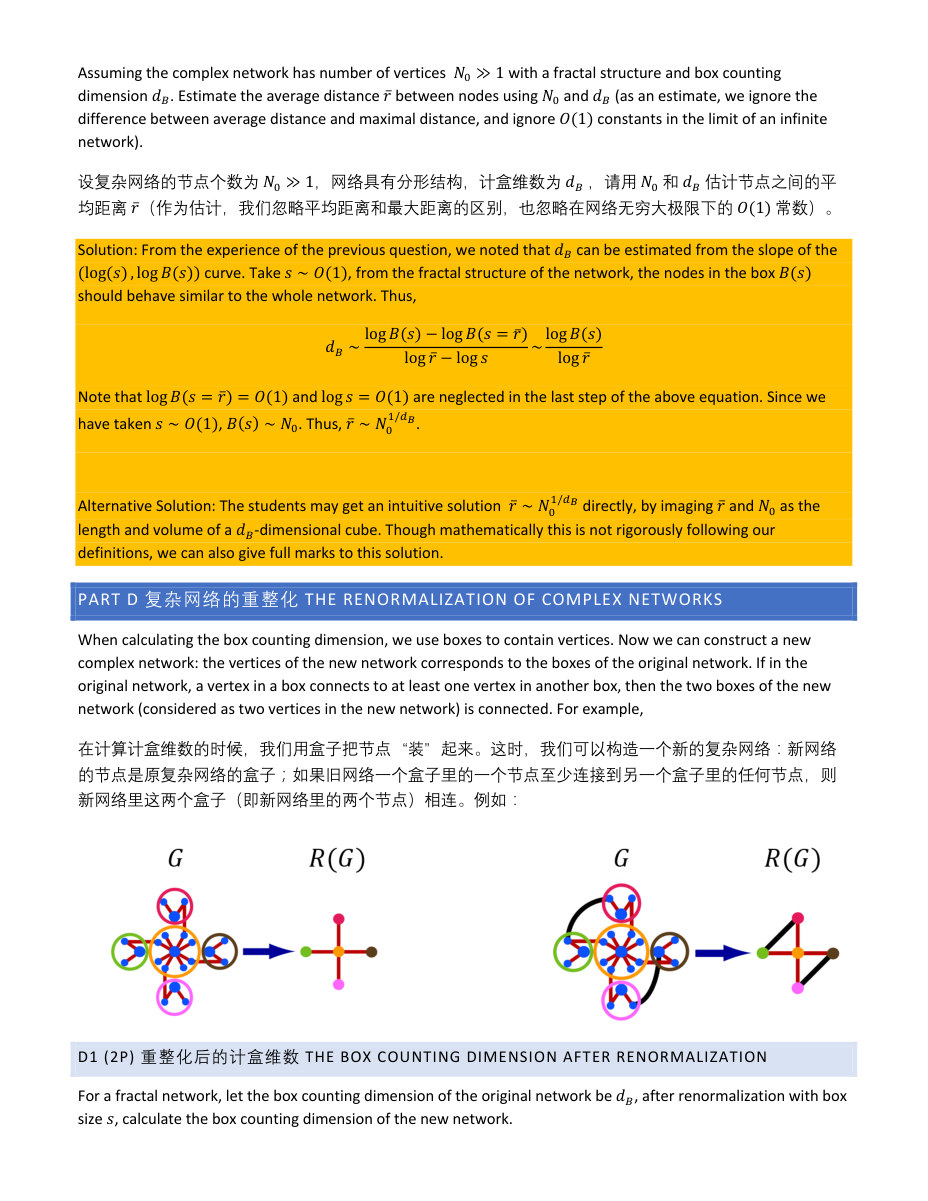 Assuming the complex network has number of vertices N₀ ≫ 1 with a fractal structure and box counting
dimension d_B. Estimate the average distance r̄ between nodes using N₀ and d_B (as an estimate, we ignore the
difference between average distance and maximal distance, and ignore O(1) constants in the limit of an infinite
network).
设复杂网络的节点个数为 N₀ ≫ 1，网络具有分形结构，计盒维数为 d_B ，请用 N₀ 和 d_B 估计节点之间的平
均距离 r̄（作为估计，我们忽略平均距离和最大距离的区别，也忽略在网络无穷大极限下的 O(1) 常数）。
Solution: From the experience of the previous question, we noted that d_B can be estimated from the slope of the
(log(s) , log B(s)) curve. Take s ~ O(1), from the fractal structure of the network, the nodes in the box B(s)
should behave similar to the whole network. Thus,
d_B ~ (log B(s) − log B(s = r̄))/(log r̄ − log s) ~ (log B(s))/(log r̄)
Note that log B(s = r̄) = O(1) and log s = O(1) are neglected in the last step of the above equation. Since we
have taken s ~ O(1), B(s) ~ N₀. Thus, r̄ ~ N₀^{1/d_B}.
Alternative Solution: The students may get an intuitive solution r̄ ~ N₀^{1/d_B} directly, by imaging r̄ and N₀ as the
length and volume of a d_B-dimensional cube. Though mathematically this is not rigorously following our
definitions, we can also give full marks to this solution.
PART D 复杂网络的重整化 THE RENORMALIZATION OF COMPLEX NETWORKS
When calculating the box counting dimension, we use boxes to contain vertices. Now we can construct a new
complex network: the vertices of the new network corresponds to the boxes of the original network. If in the
original network, a vertex in a box connects to at least one vertex in another box, then the two boxes of the new
network (considered as two vertices in the new network) is connected. For example,
在计算计盒维数的时候，我们用盒子把节点“装”起来。这时，我们可以构造一个新的复杂网络：新网络
的节点是原复杂网络的盒子；如果旧网络一个盒子里的一个节点至少连接到另一个盒子里的任何节点，则
新网络里这两个盒子（即新网络里的两个节点）相连。例如：
G R(G) G R(G)
D1 (2P) 重整化后的计盒维数 THE BOX COUNTING DIMENSION AFTER RENORMALIZATION
For a fractal network, let the box counting dimension of the original network be d_B, after renormalization with box
size s, calculate the box counting dimension of the new network.